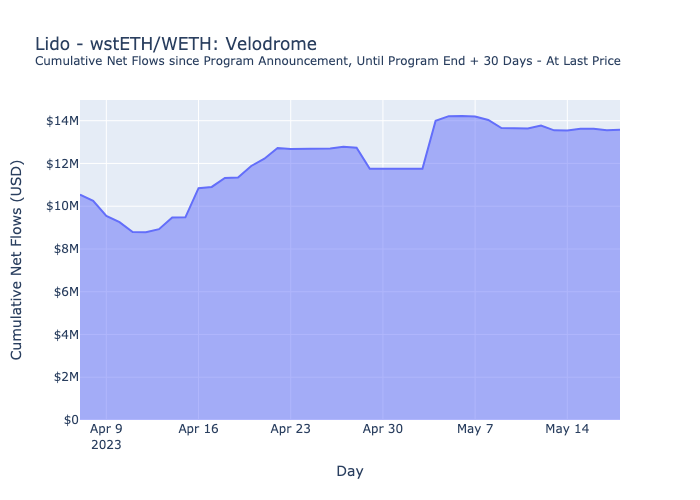 Lido - wstETH/WETH: Velodrome
Cumulative Net Flows since Program Announcement, Until Program End + 30 Days - At Last Price
$14M
$12M
$10M
$8M
$6M
$4M
$2M
$0
Cumulative Net Flows (USD)
Apr 9
2023
Apr 16
Apr 23
Apr 30
May 7
May 14
Day